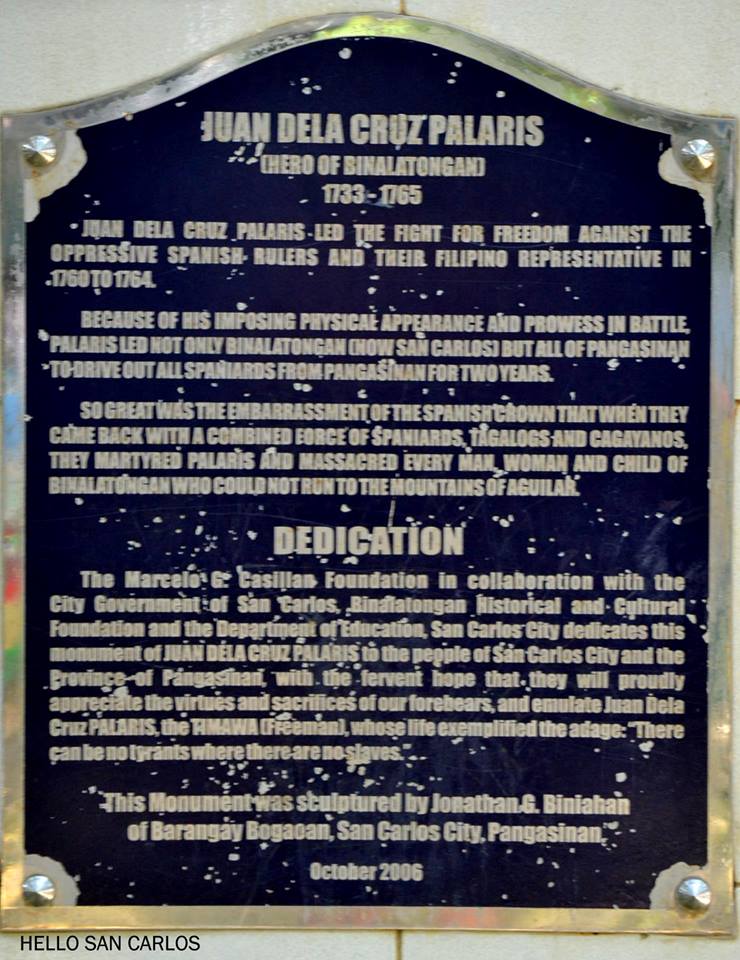 JUAN DELA CRUZ PALARIS
(HERO OF BINALATONGAN)
1733 - 1765
JUAN DELA CRUZ PALARIS LED THE FIGHT FOR FREEDOM AGAINST THE
OPPRESSIVE SPANISH RULERS AND THEIR FILIPINO REPRESENTATIVE IN
1760 TO 1764.
BECAUSE OF HIS IMPOSING PHYSICAL APPEARANCE AND PROWESS IN BATTLE,
PALARIS LED NOT ONLY BINALATONGAN (NOW SAN CARLOS) BUT ALL OF PANGASINAN
TO DRIVE OUT ALL SPANIARDS FROM PANGASINAN FOR TWO YEARS.
SO GREAT WAS THE EMBARRASSMENT OF THE SPANISH CROWN THAT WHEN THEY
CAME BACK WITH A COMBINED FORCE OF SPANIARDS, TAGALOGS AND CAGAYANOS,
THEY MARTYRED PALARIS AND MASSACRED EVERY MAN, WOMAN AND CHILD OF
BINALATONGAN WHO COULD NOT RUN TO THE MOUNTAINS OF AGUILAR.
DEDICATION
The Marcelo G. Casillan Foundation in collaboration with the
City Government of San Carlos, Binalatongan Historical and Cultural
Foundation and the Department of Education, San Carlos City dedicates this
monument of JUAN DELA CRUZ PALARIS to the people of San Carlos City and the
Province of Pangasinan, with the fervent hope that they will proudly
appreciate the virtues and sacrifices of our forebears, and emulate Juan Dela
Cruz PALARIS, the TIMAWA (Freeman), whose life exemplified the adage: "There
can be no tyrants where there are no slaves."
This Monument was sculptured by Jonathan G. Biniahan
of Barangay Bogaoan, San Carlos City, Pangasinan.
October 2006
HELLO SAN CARLOS